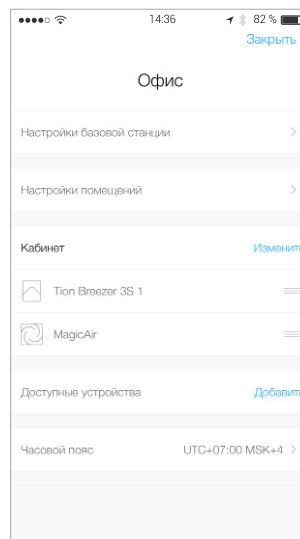 14:36 82 %
Закрыть
Офис
Настройки базовой станции
Настройки помещений
Кабинет Изменить
Tion Breezer 3S 1
MagicAir
Доступные устройства Добавить
Часовой пояс UTC+07:00 MSK+4